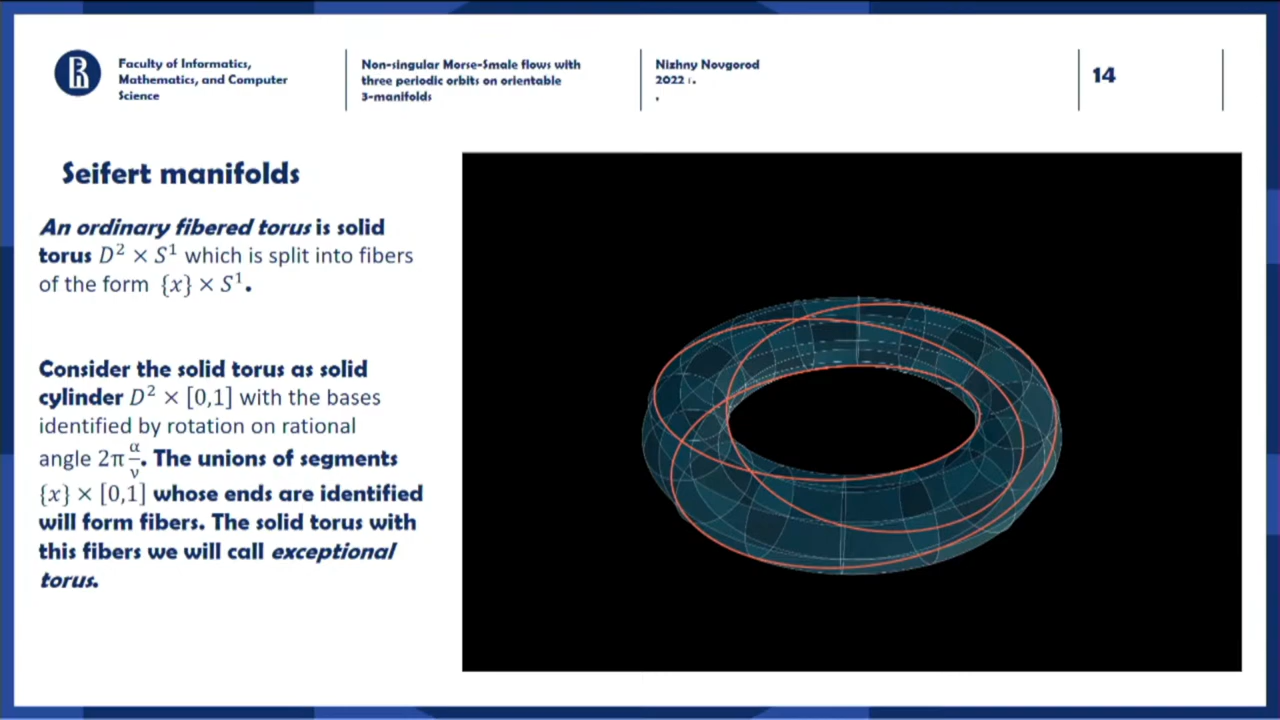 Faculty of Informatics,
Mathematics, and Computer
Science
Non-singular Morse-Smale flows with
three periodic orbits on orientable
3-manifolds
Nizhny Novgorod
2022 г.
,
14
Seifert manifolds
An ordinary fibered torus is solid
torus D² × S¹ which is split into fibers
of the form {x} × S¹.
Consider the solid torus as solid
cylinder D² × [0,1] with the bases
identified by rotation on rational
angle 2π α/ν. The unions of segments
{x} × [0,1] whose ends are identified
will form fibers. The solid torus with
this fibers we will call exceptional
torus.